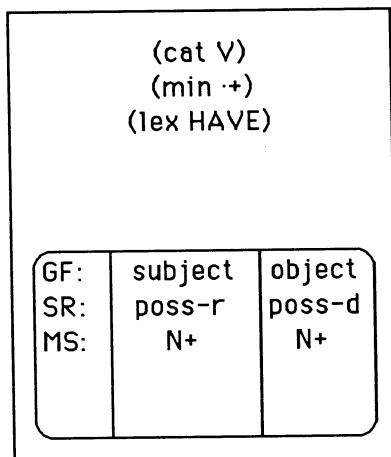 (cat V)
(min ·+)
(lex HAVE)
GF: subject object
SR: poss-r poss-d
MS: N+ N+